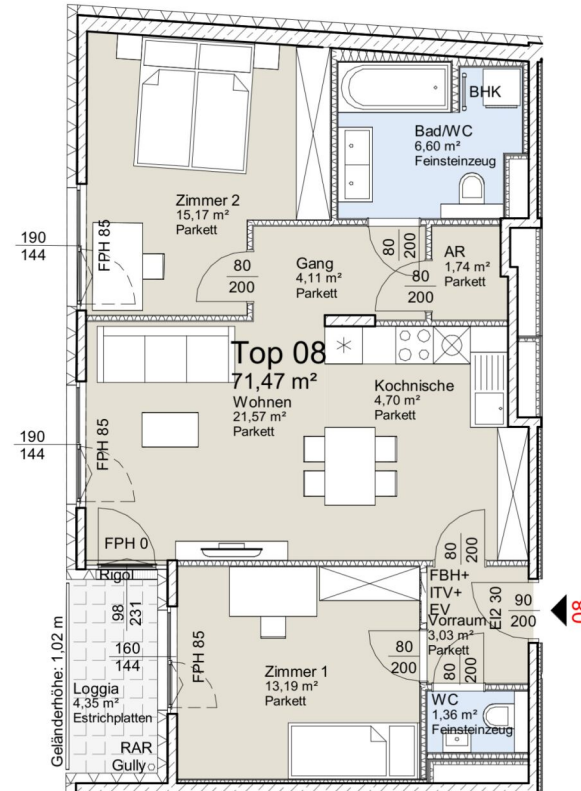 BHK
Bad/WC
6,60 m²
Feinsteinzeug
Zimmer 2
15,17 m²
Parkett
190
144
FPH 85
80
200
Gang
4,11 m²
Parkett
80
200
80
200
AR
1,74 m²
Parkett
Top 08
71,47 m²
Wohnen
21,57 m²
Parkett
Kochnische
4,70 m²
Parkett
190
144
FPH 85
FPH 0
Rigol
98
231
80
200
FBH+
ITV+
EV
Vorraum
3,03 m²
Parkett
EI2 30
90
200
08
160
144
FPH 85
Zimmer 1
13,19 m²
Parkett
80
200
80
200
Geländerhöhe: 1,02 m
Loggia
4,35 m²
Estrichplatten
RAR
Gully
WC
1,36 m²
Feinsteinzeug